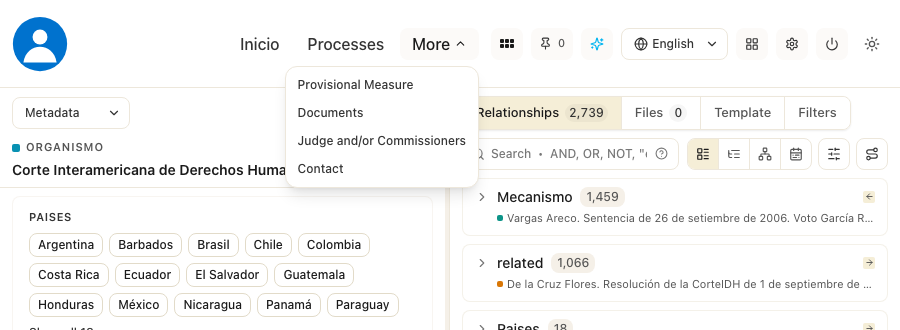 Inicio Processes More 0 English
Provisional Measure
Documents
Judge and/or Commissioners
Contact
Metadata
ORGANISMO
Corte Interamericana de Derechos Huma
PAISES
Argentina Barbados Brasil Chile Colombia
Costa Rica Ecuador El Salvador Guatemala
Honduras México Nicaragua Panamá Paraguay
Relationships 2,739 Files 0 Template Filters
Search • AND, OR, NOT, "
Mecanismo 1,459
Vargas Areco. Sentencia de 26 de setiembre de 2006. Voto García R...
related 1,066
De la Cruz Flores. Resolución de la CorteIDH de 1 de septiembre de ...
Paises 18